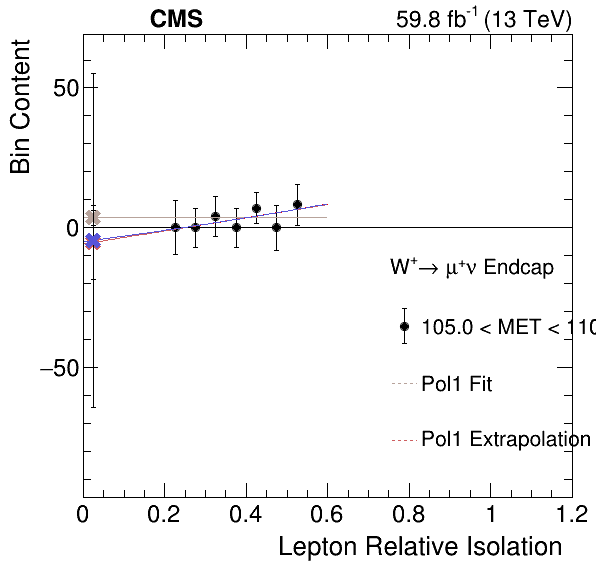 CMS
59.8 fb-1 (13 TeV)
Bin Content
50
0
−50
W+→ μ+ν Endcap
105.0 < MET < 110
Pol1 Fit
Pol1 Extrapolation
0 0.2 0.4 0.6 0.8 1 1.2
Lepton Relative Isolation